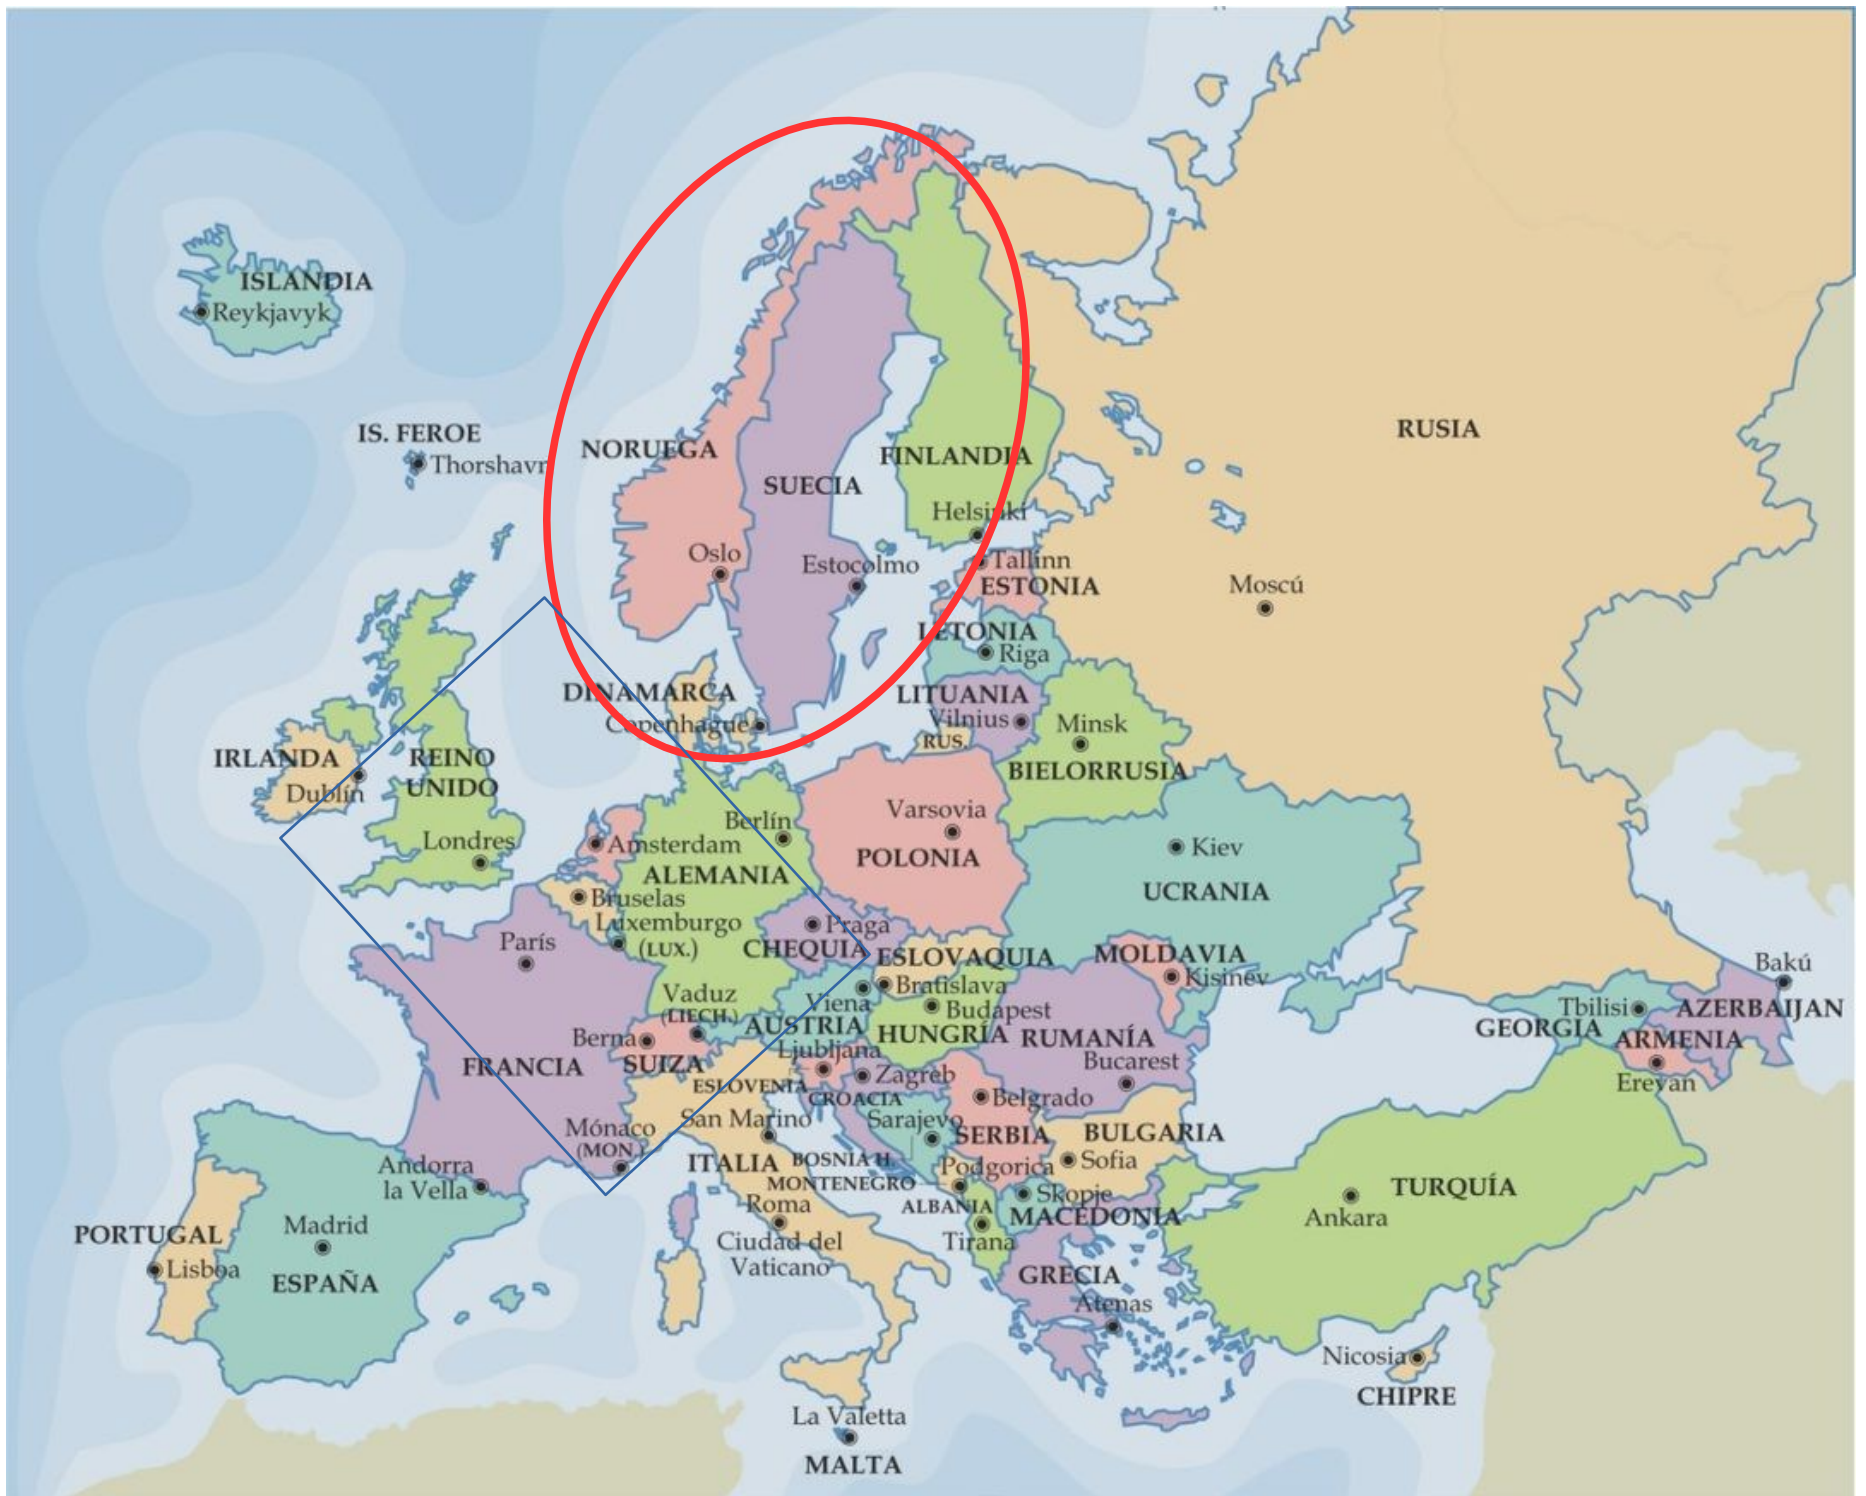 ISLANDIA
Reykjavyk
IS. FEROE
Thorshavn
NORUEGA
SUECIA
FINLANDIA
Helsinki
Oslo
Estocolmo
Tallinn
ESTONIA
LETONIA
Riga
LITUANIA
Vilnius
RUS.
RUSIA
Moscú
Minsk
BIELORRUSIA
DINAMARCA
Copenhague
IRLANDA
Dublín
REINO
UNIDO
Londres
Amsterdam
Berlín
ALEMANIA
Bruselas
Luxemburgo
(LUX.)
Varsovia
POLONIA
Kiev
UCRANIA
París
FRANCIA
Praga
CHEQUIA
ESLOVAQUIA
Bratislava
MOLDAVIA
Kisinev
Vaduz
(LIECH.)
Viena
AUSTRIA
Budapest
HUNGRÍA
RUMANÍA
Bucarest
Berna
SUIZA
Ljubljana
ESLOVENIA
Zagreb
CROACIA
Belgrado
SERBIA
Sarajevo
BOSNIA H.
MONTENEGRO
Podgorica
BULGARIA
Sofia
Mónaco
(MON.)
San Marino
ITALIA
Roma
Ciudad del
Vaticano
ALBANIA
Tirana
Skopje
MACEDONIA
GRECIA
Atenas
Andorra
la Vella
PORTUGAL
Lisboa
Madrid
ESPAÑA
La Valetta
MALTA
Ankara
TURQUÍA
Nicosia
CHIPRE
Tbilisi
GEORGIA
Bakú
AZERBAIJAN
ARMENIA
Erevan